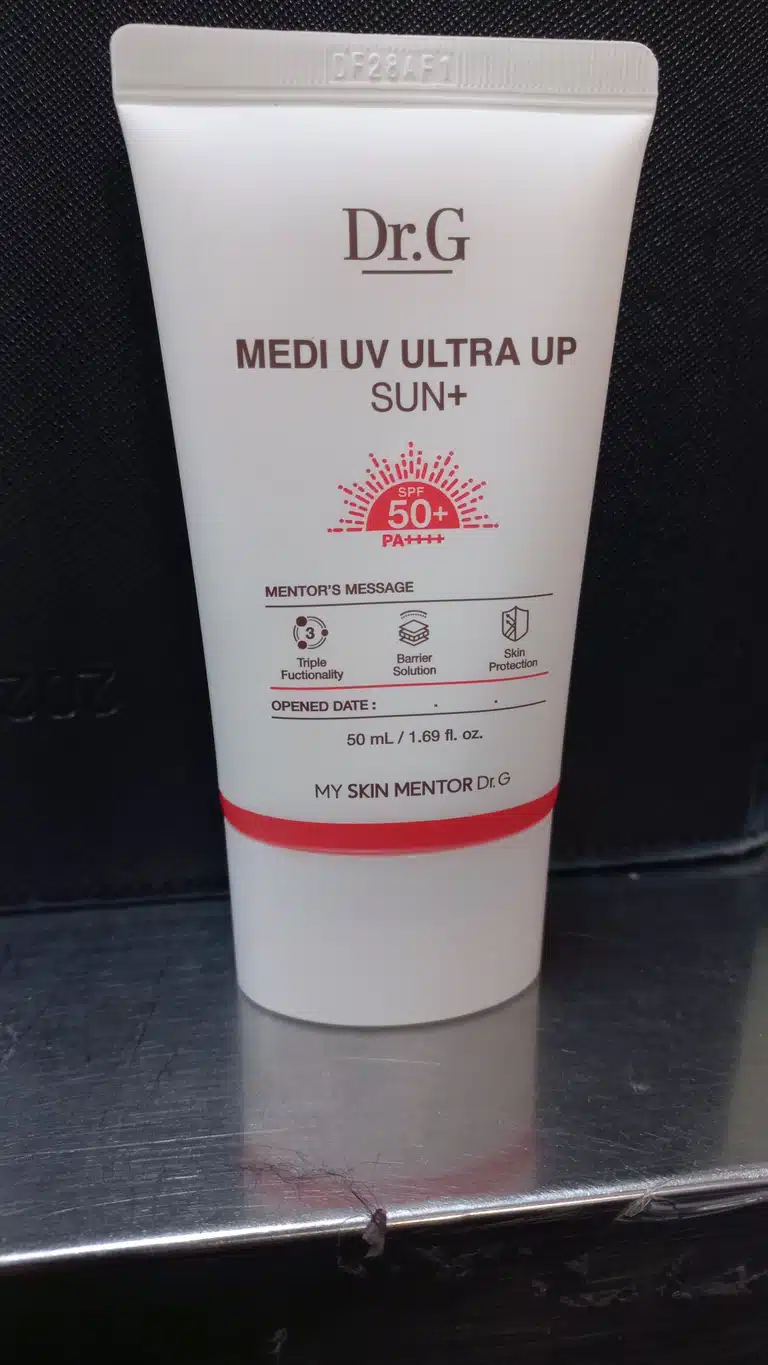 DF28AF1
Dr.G
MEDI UV ULTRA UP
SUN+
SPF
50+
PA++++
MENTOR'S MESSAGE
3
Triple
Fuctionality
Barrier
Solution
Skin
Protection
OPENED DATE : . .
50 mL / 1.69 fl. oz.
MY SKIN MENTOR Dr.G